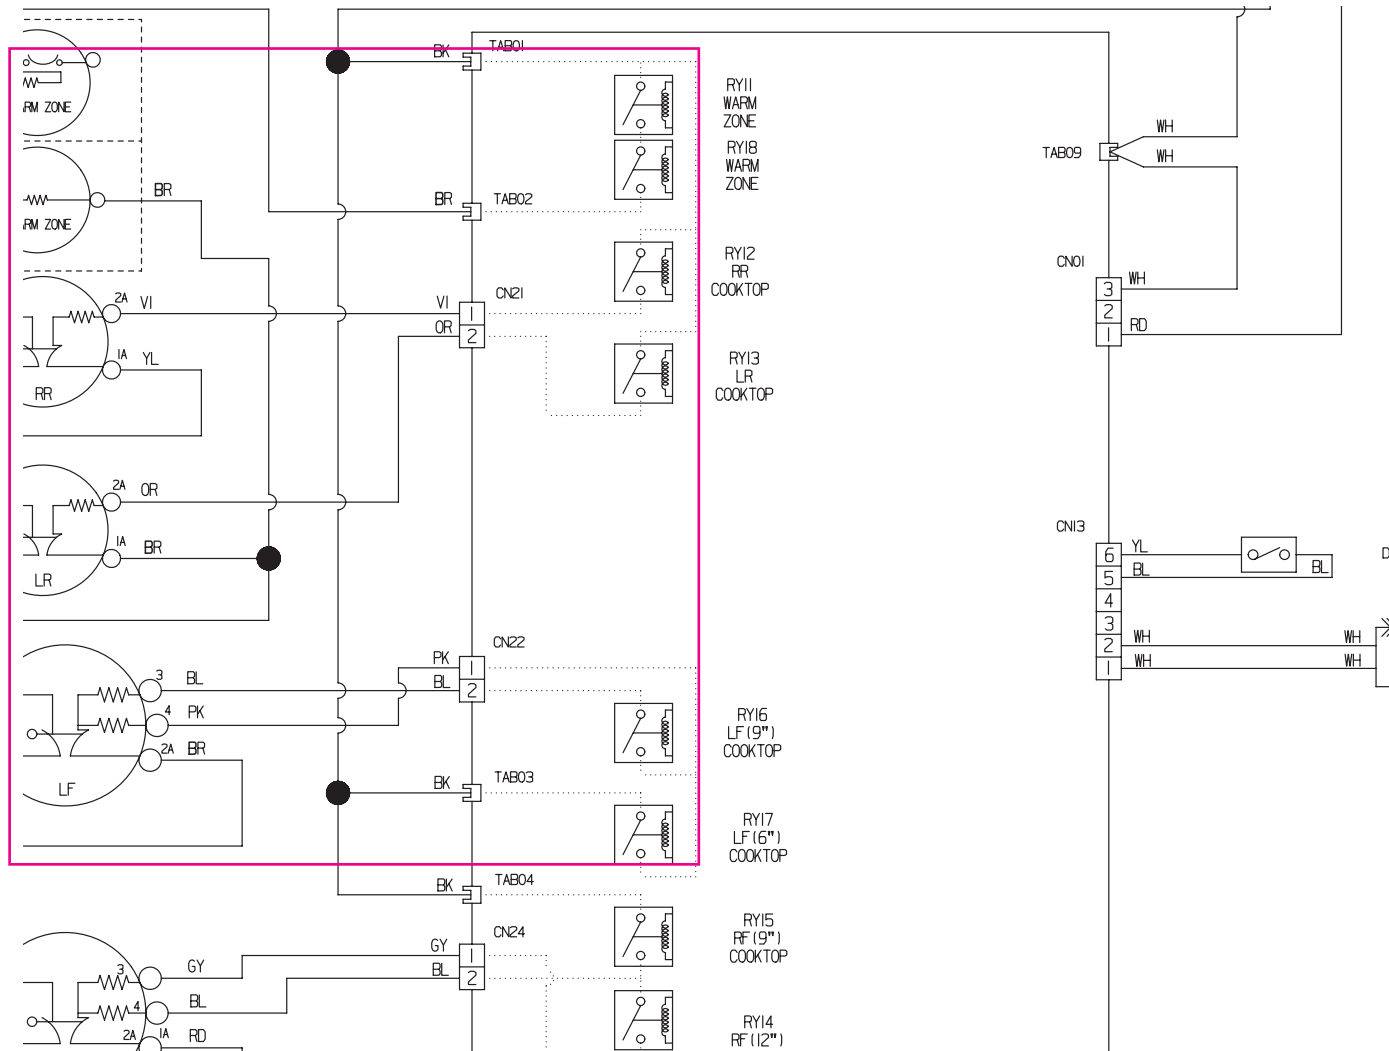 BK
TAB01
RY11
WARM
ZONE
RM ZONE
RY18
WARM
ZONE
WH
WH
TAB09
BR
BR
TAB02
RM ZONE
RY12
RR
COOKTOP
CN01
3
2
1
WH
RD
2A
VI
VI
CN21
1
OR
2
1A
YL
RR
RY13
LR
COOKTOP
2A
OR
1A
BR
LR
CN13
6
5
4
3
2
1
YL
BL
BL
WH
WH
WH
WH
D
CN22
PK
1
BL
2
3
BL
4
PK
2A
BR
LF
RY16
LF(9")
COOKTOP
BK
TAB03
RY17
LF(6")
COOKTOP
BK
TAB04
RY15
RF(9")
COOKTOP
CN24
GY
1
BL
2
3
GY
4
BL
2A
1A
RD
RY14
RF(12")